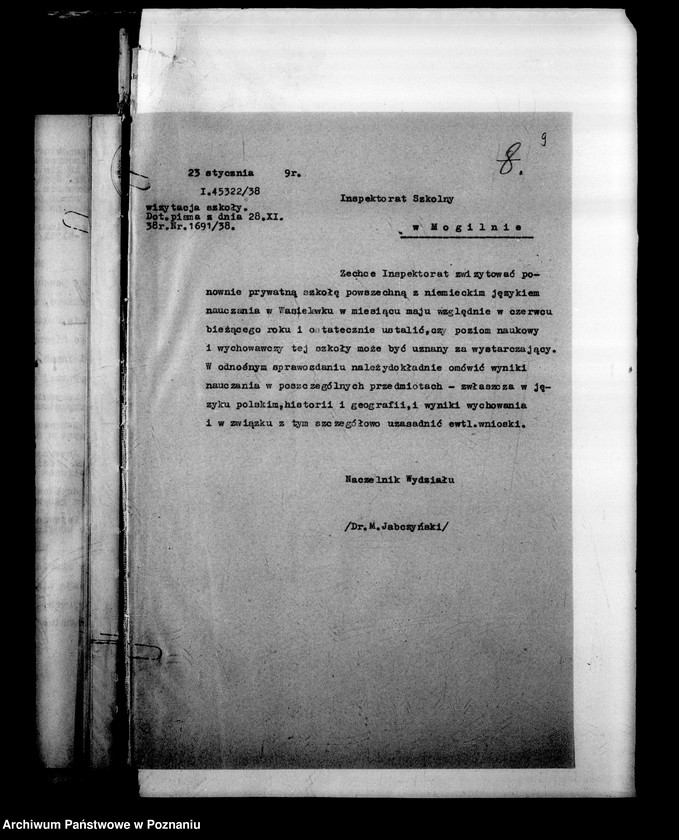 9
8.
23 stycznia 9r.
I.45322/38
wizytacja szkoły.
Dot.pisma z dnia 28.XI.
38r.Nr.1691/38.
Inspektorat Szkolny
w Mogilnie
Zechce Inspektorat zwizytować po-
nownie prywatną szkołę powszechną z niemieckim językiem
nauczania w Wasielewku w miesiącu maju względnie w czerwcu
bieżącego roku i ostatecznie ustalić,czy poziom naukowy
i wychowawczy tej szkoły może być uznany za wystarczający.
W odnośnym sprawozdaniu należydokładnie omówić wyniki
nauczania w poszczególnych przedmiotach - zwłaszcza w ję-
zyku polskim,historii i geografii,i wyniki wychowania
i w związku z tym szczegółowo uzasadnić ewtl.wnioski.
Naczelnik Wydziału
/Dr.M.Jabczyński/
Archiwum Państwowe w Poznaniu